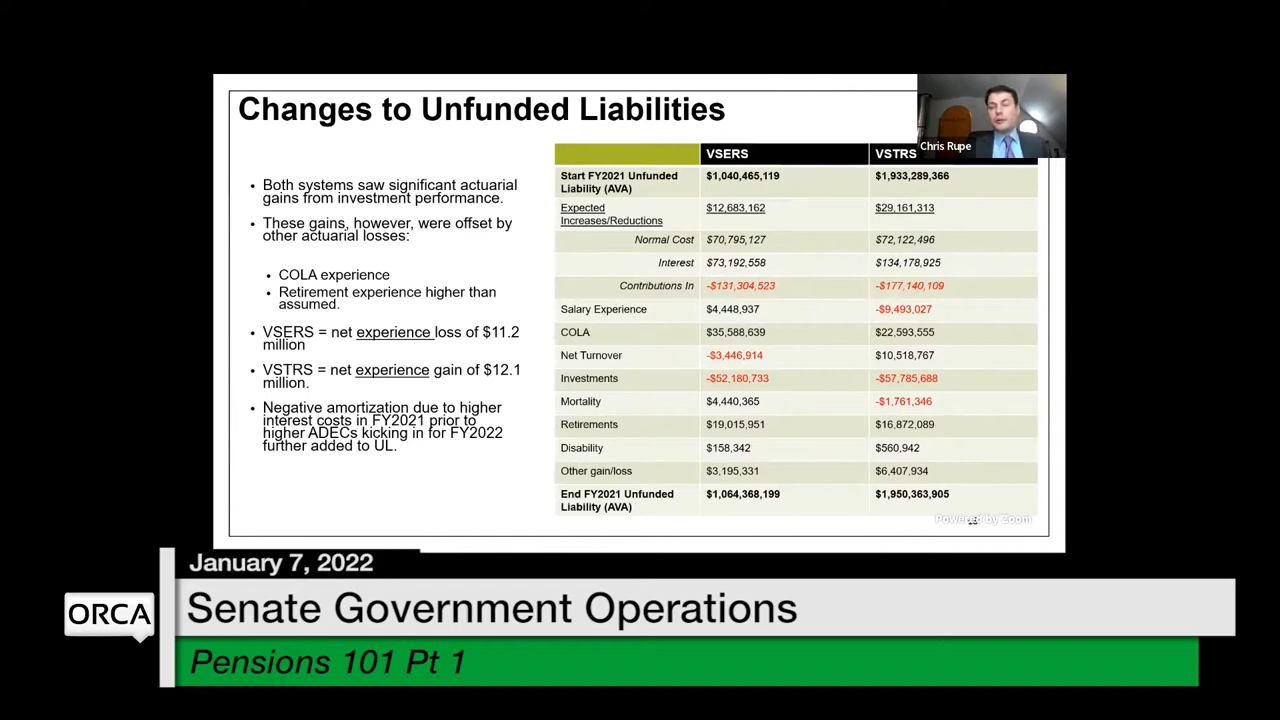 Changes to Unfunded Liabilities
Chris Rupe
• Both systems saw significant actuarial
gains from investment performance.
• These gains, however, were offset by
other actuarial losses:
• COLA experience
• Retirement experience higher than
assumed.
• VSERS = net experience loss of $11.2
million
• VSTRS = net experience gain of $12.1
million.
• Negative amortization due to higher
interest costs in FY2021 prior to
higher ADECs kicking in for FY2022
further added to UL.
VSERS VSTRS
Start FY2021 Unfunded
Liability (AVA) $1,040,465,119 $1,933,289,366
Expected
Increases/Reductions $12,683,162 $29,161,313
Normal Cost $70,795,127 $72,122,496
Interest $73,192,558 $134,178,925
Contributions In -$131,304,523 -$177,140,109
Salary Experience $4,448,937 -$9,493,027
COLA $35,588,639 $22,593,555
Net Turnover -$3,446,914 $10,518,767
Investments -$52,180,733 -$57,785,688
Mortality $4,440,365 -$1,761,346
Retirements $19,015,951 $16,872,089
Disability $158,342 $560,942
Other gain/loss $3,195,331 $6,407,934
End FY2021 Unfunded
Liability (AVA) $1,064,368,199 $1,950,363,905
Powered by Zoom
January 7, 2022
ORCA
Senate Government Operations
Pensions 101 Pt 1